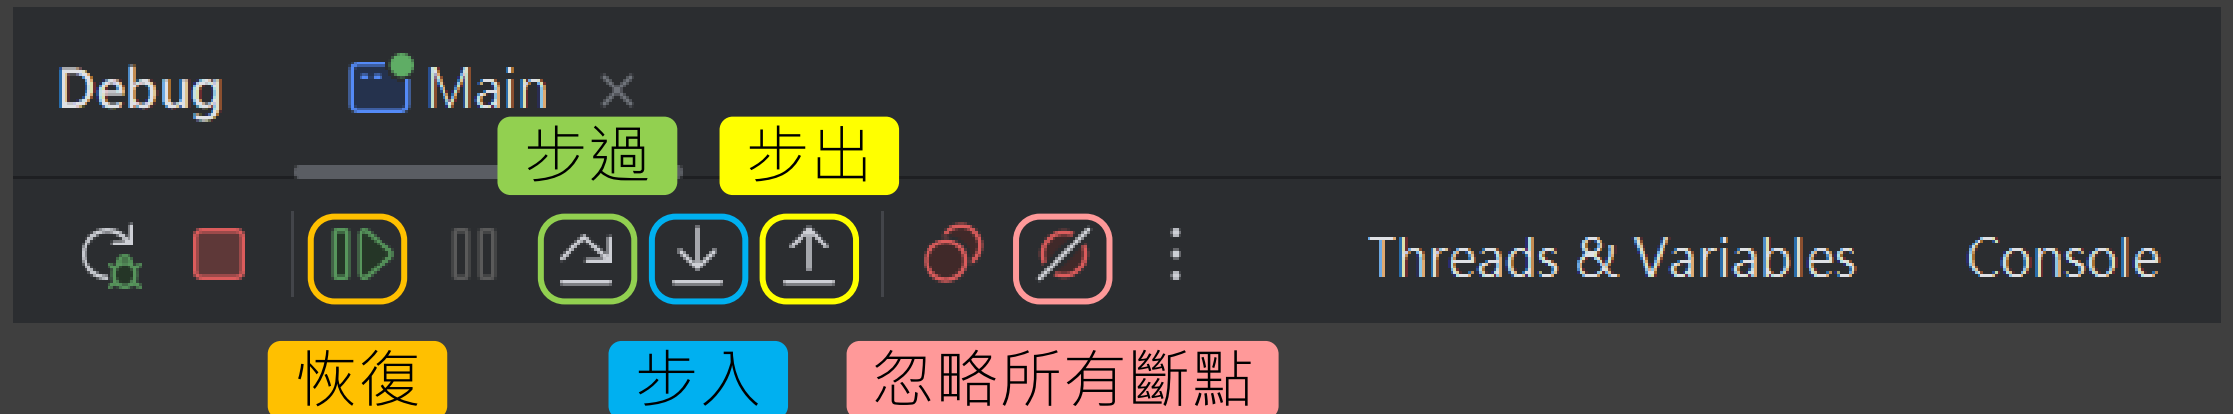 Debug Main
步過 步出
Threads & Variables Console
恢復 步入 忽略所有斷點